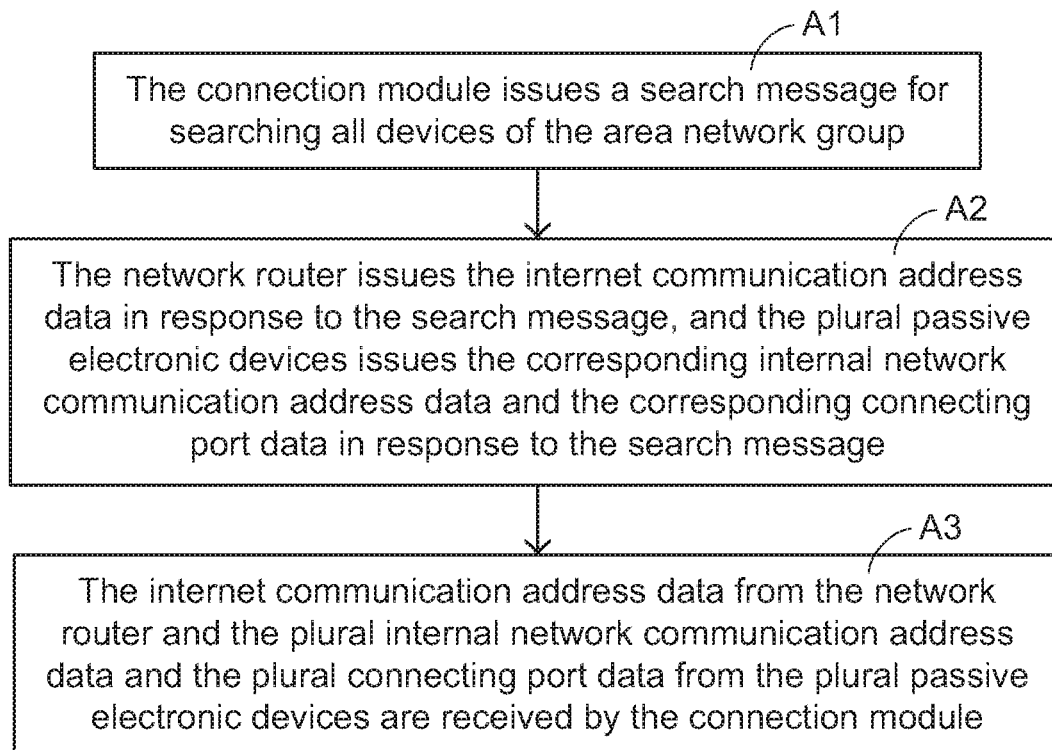 A1
The connection module issues a search message for
searching all devices of the area network group
A2
The network router issues the internet communication address
data in response to the search message, and the plural passive
electronic devices issues the corresponding internal network
communication address data and the corresponding connecting
port data in response to the search message
A3
The internet communication address data from the network
router and the plural internal network communication address
data and the plural connecting port data from the plural passive
electronic devices are received by the connection module